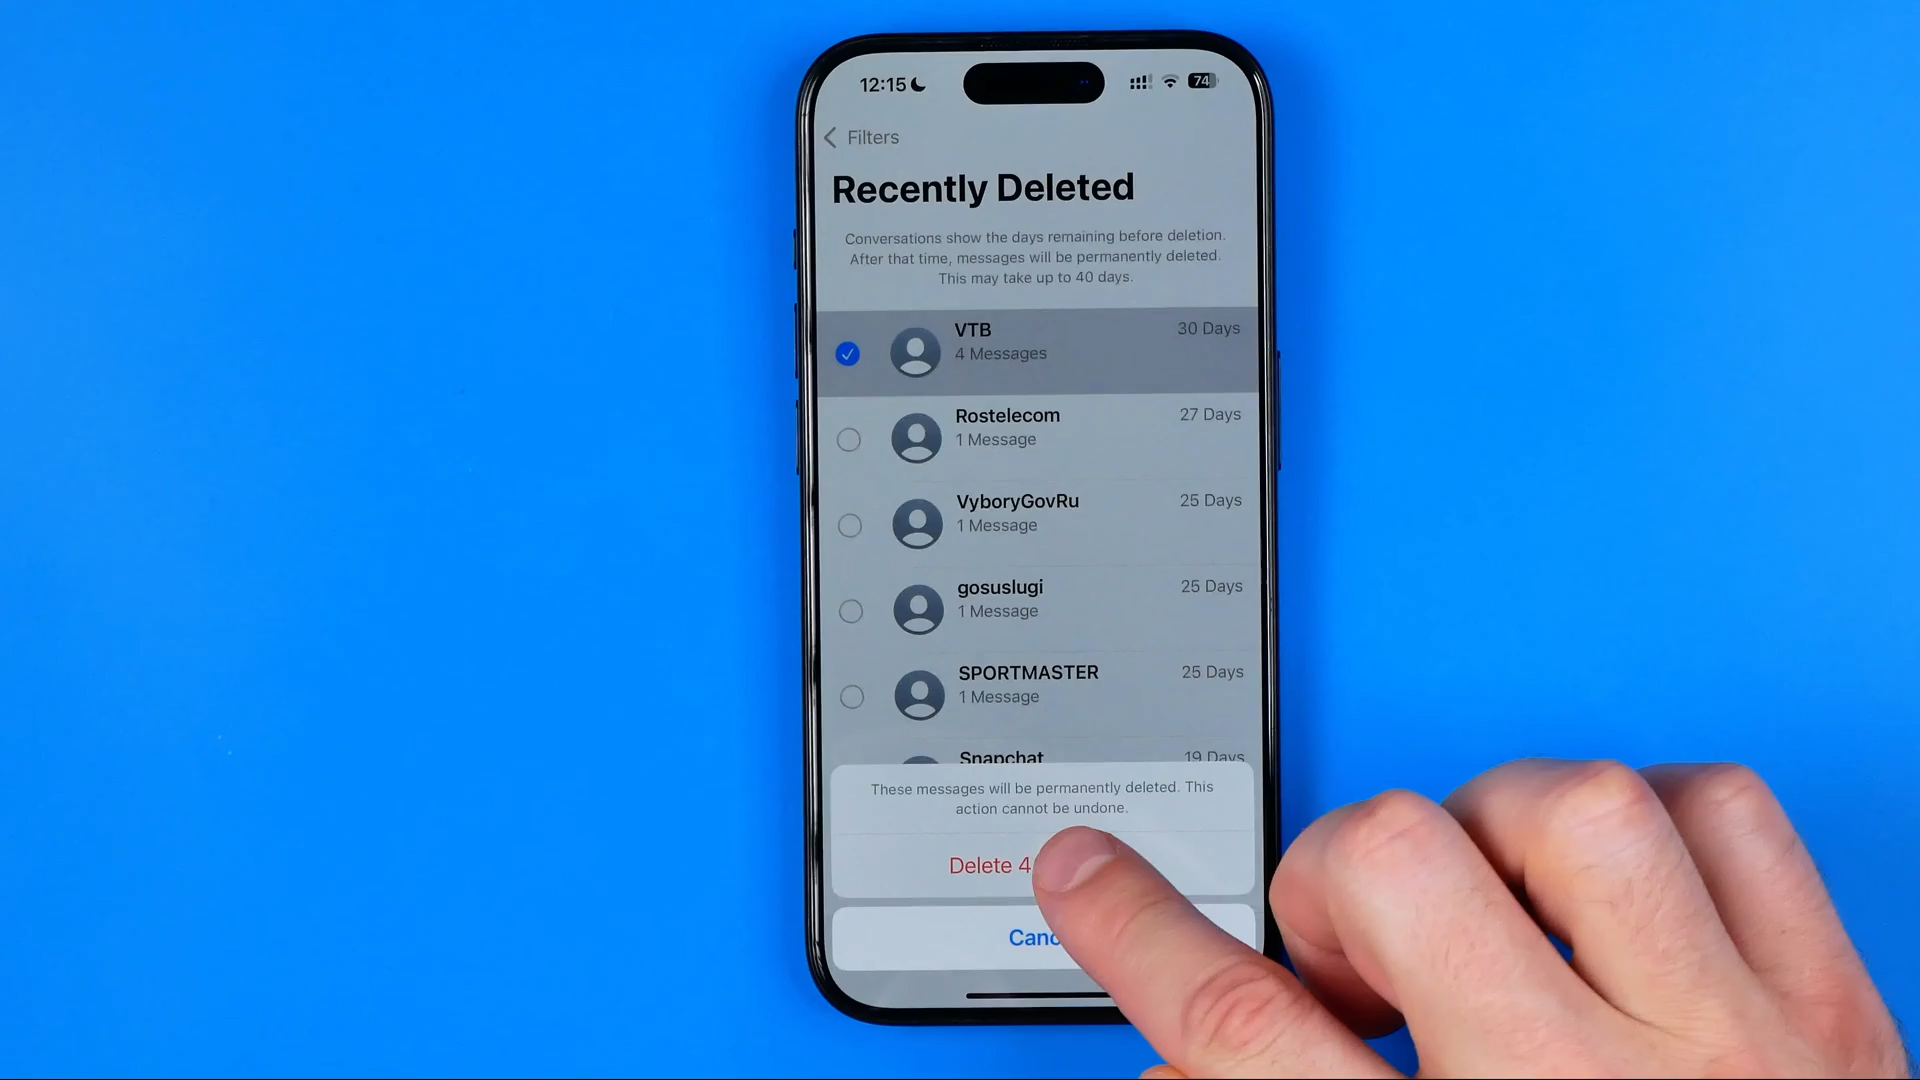 12:15
74
Filters
Recently Deleted
Conversations show the days remaining before deletion.
After that time, messages will be permanently deleted.
This may take up to 40 days.
VTB
30 Days
4 Messages
Rostelecom
27 Days
1 Message
VyboryGovRu
25 Days
1 Message
gosuslugi
25 Days
1 Message
SPORTMASTER
25 Days
1 Message
Snapchat
19 Days
These messages will be permanently deleted. This
action cannot be undone.
Delete 4
Canc